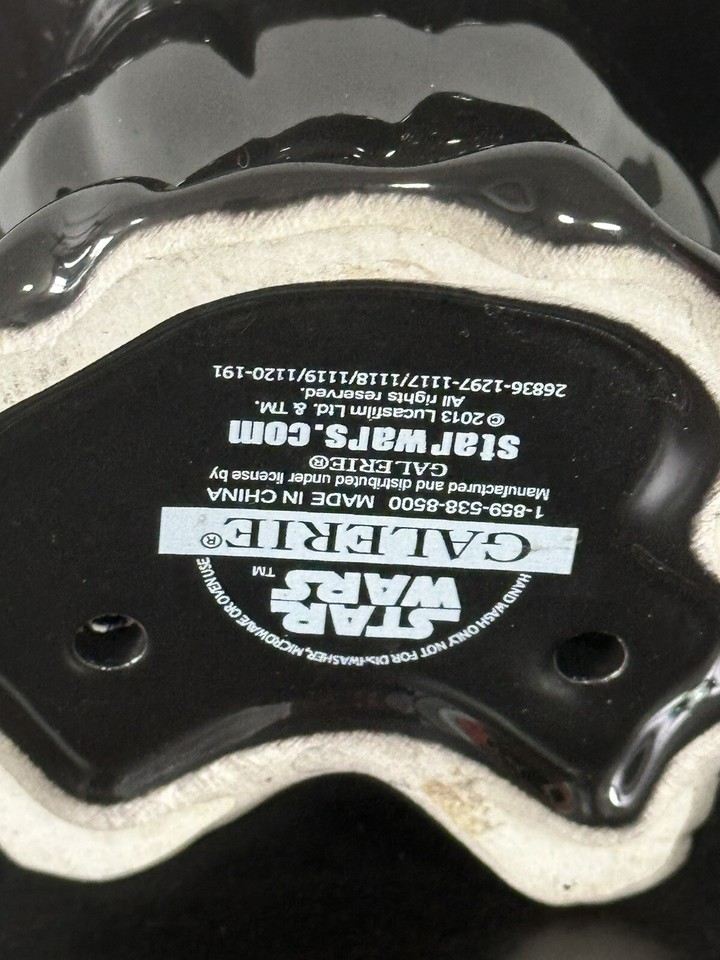 HAND WASH ONLY NOT FOR DISHWASHER, MICROWAVE OR OVEN USE
STAR
WARS TM
GALERIE®
1-859-538-8500 MADE IN CHINA
Manufactured and distributed under license by
GALERIE®
starwars.com
© 2013 Lucasfilm Ltd. & TM.
All rights reserved.
26836-1297-1117/1118/1119/1120-191